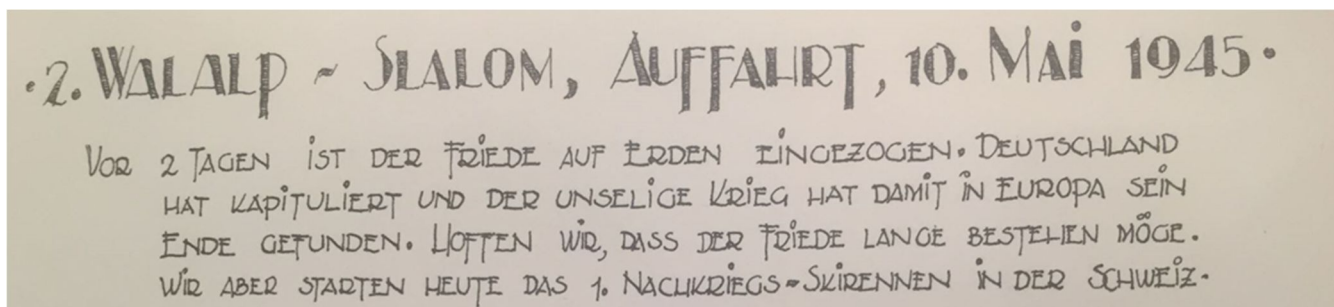 ·2. WALALP ~ SLALOM, AUFFAHRT, 10. MAI 1945·
VOR 2 TAGEN IST DER FRIEDE AUF ERDEN EINGEZOGEN. DEUTSCHLAND
HAT KAPITULIERT UND DER UNSELIGE KRIEG HAT DAMIT IN EUROPA SEIN
ENDE GEFUNDEN. HOFFEN WIR, DASS DER FRIEDE LANGE BESTEHEN MÖGE.
WIR ABER STARTEN HEUTE DAS 1. NACHKRIEGS-SKIRENNEN IN DER SCHWEIZ.